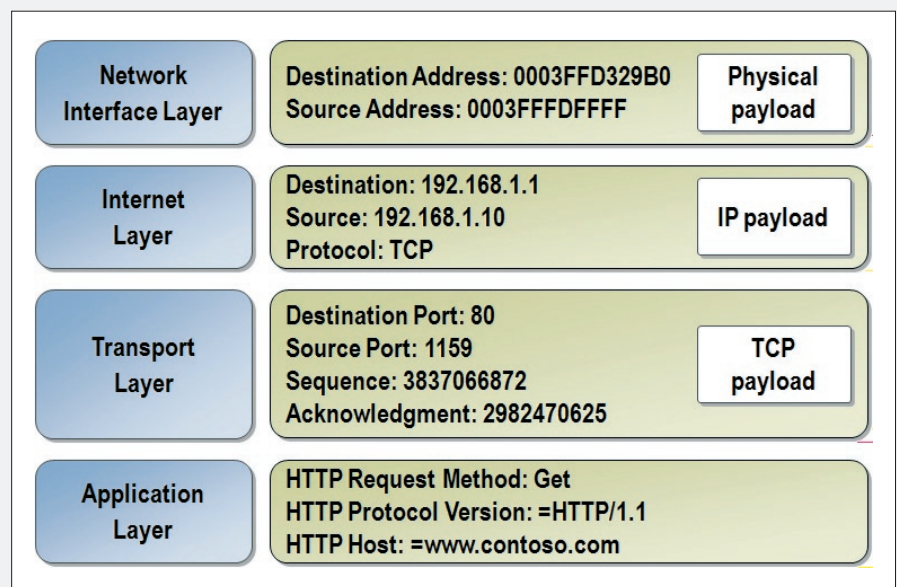 Network
Interface Layer
Destination Address: 0003FFD329B0
Source Address: 0003FFFDFFFF
Physical
payload
Internet
Layer
Destination: 192.168.1.1
Source: 192.168.1.10
Protocol: TCP
IP payload
Transport
Layer
Destination Port: 80
Source Port: 1159
Sequence: 3837066872
Acknowledgment: 2982470625
TCP
payload
Application
Layer
HTTP Request Method: Get
HTTP Protocol Version: =HTTP/1.1
HTTP Host: =www.contoso.com